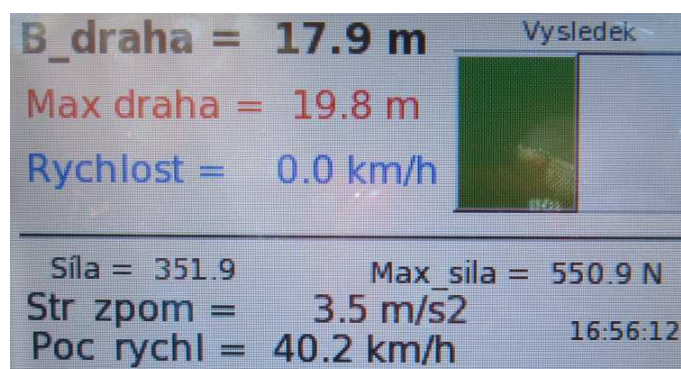 B_draha = 17.9 m
Vysledek
Max draha = 19.8 m
Rychlost = 0.0 km/h
Síla = 351.9
Max_sila = 550.9 N
Str zpom = 3.5 m/s2
16:56:12
Poc rychl = 40.2 km/h